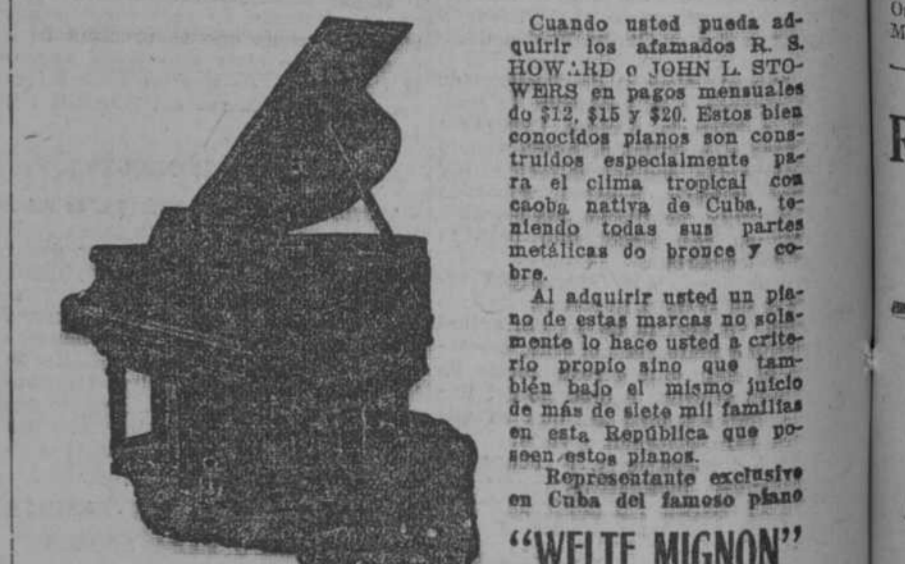 Cuando usted pueda ad-
quirir los afamados R. S.
HOWARD o JOHN L. STO-
WERS en pagos mensuales
do $12, $15 y $20. Estos bien
conocidos pianos son cons-
truidos especialmente pa-
ra el clima tropical con
caoba nativa de Cuba, te-
niendo todas sus partes
metálicas do bronce y co-
bre.
Al adquirir usted un pia-
no de estas marcas no sola-
mente lo hace usted a crite-
rio propio sino que tam-
bién bajo el mismo juicio
de más de siete mil familias
en esta República que po-
seen estos pianos.
Representante exclusivo
en Cuba del famoso piano
“WELTE MIGNON”